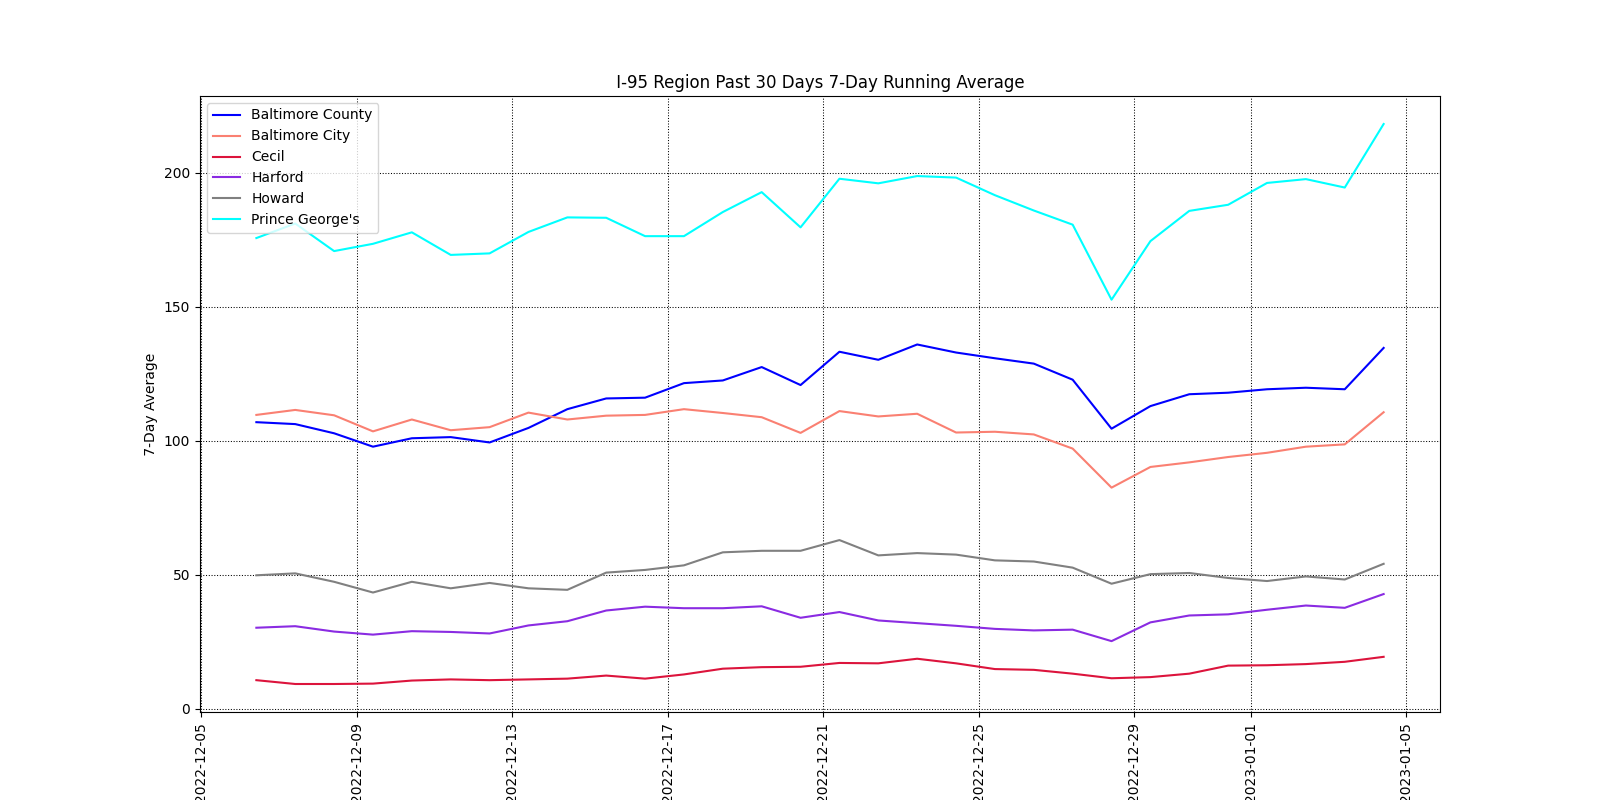 I-95 Region Past 30 Days 7-Day Running Average
Baltimore County
Baltimore City
Cecil
Harford
Howard
Prince George's
7-Day Average
200
150
100
50
0
2022-12-05
2022-12-09
2022-12-13
2022-12-17
2022-12-21
2022-12-25
2022-12-29
2023-01-01
2023-01-05